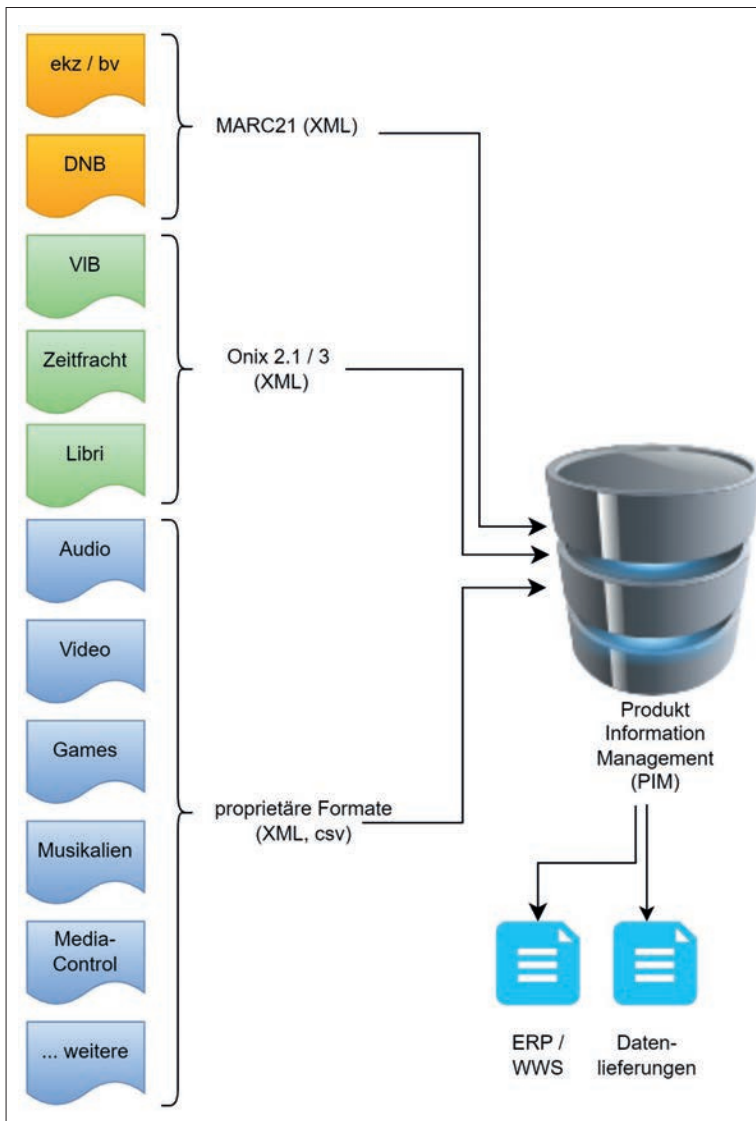 ekz / bv
DNB
MARC21 (XML)
VlB
Zeitfracht
Libri
Onix 2.1 / 3
(XML)
Audio
Video
Games
Musikalien
Media-
Control
... weitere
proprietäre Formate
(XML, csv)
Produkt
Information
Management
(PIM)
ERP /
WWS
Daten-
lieferungen